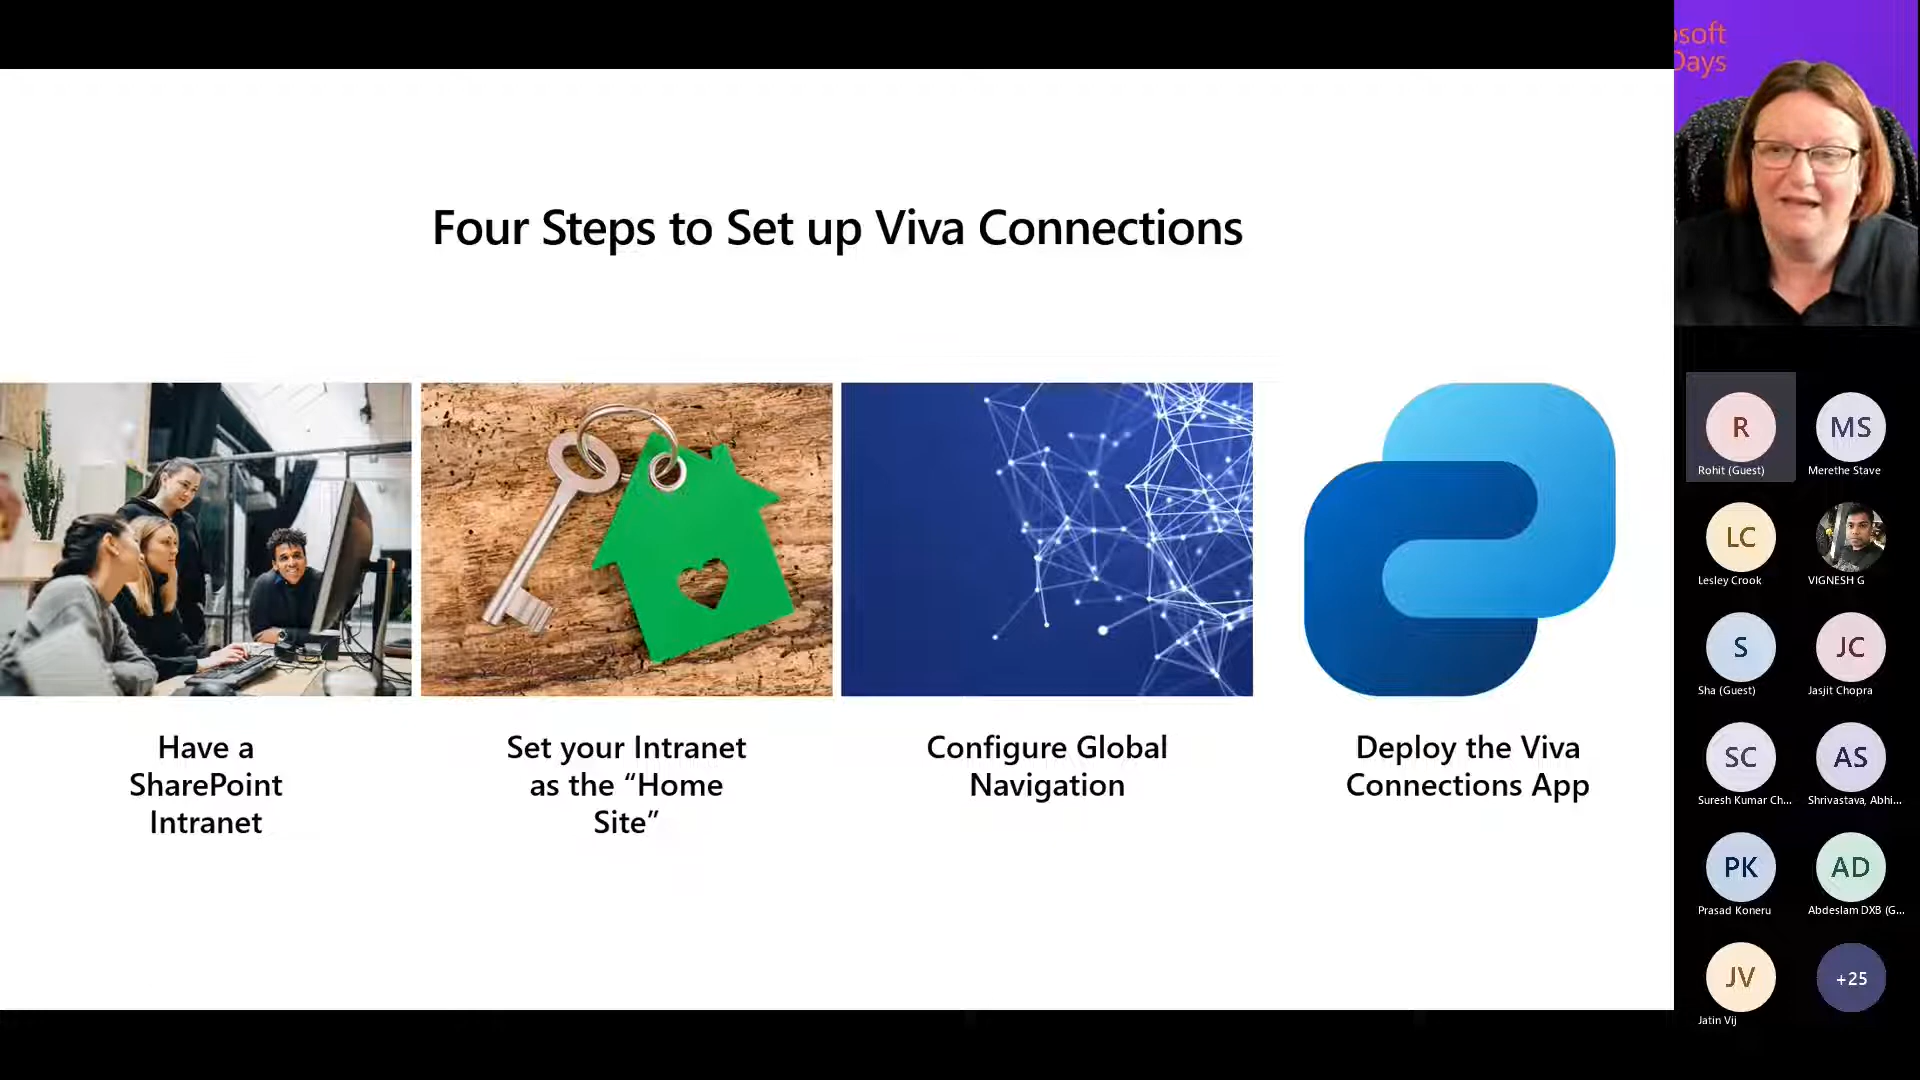 Four Steps to Set up Viva Connections
Have a
SharePoint
Intranet
Set your Intranet
as the “Home
Site”
Configure Global
Navigation
Deploy the Viva
Connections App
osoft
Days
R
Rohit (Guest)
MS
Merethe Stave
LC
Lesley Crook
VIGNESH G
S
Sha (Guest)
JC
Jasjit Chopra
SC
Suresh Kumar Ch...
AS
Shrivastava, Abhi...
PK
Prasad Koneru
AD
Abdeslam DXB (G...
JV
Jatin Vij
+25